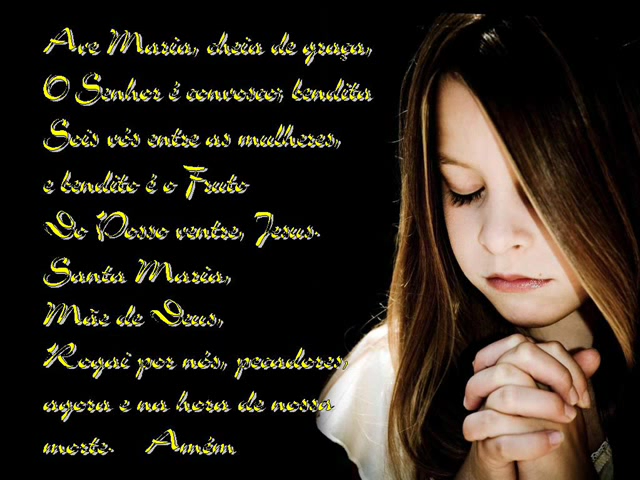 Ave Maria, cheia de graça,
O Senhor é convosco; bendita
Sois vós entre as mulheres,
e bendito é o Fruto
Do Vosso ventre, Jesus.
Santa Maria,
Mãe de Deus,
Rogai por nós, pecadores,
agora e na hora de nossa
morte. Amém